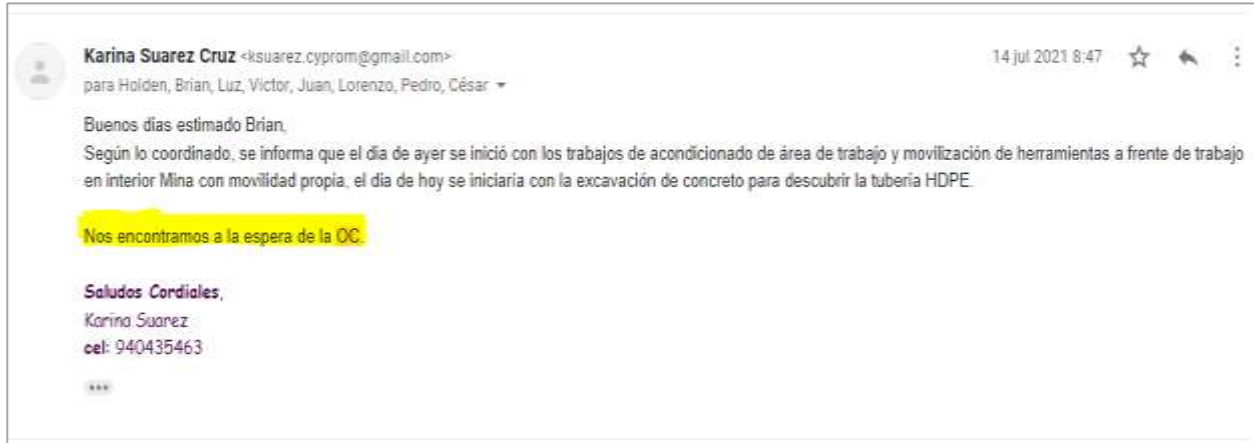 Karina Suarez Cruz <ksuarez.cyprom@gmail.com>
14 jul 2021 8:47
para Holden, Brian, Luz, Victor, Juan, Lorenzo, Pedro, César
Buenos días estimado Brian,
Según lo coordinado, se informa que el día de ayer se inició con los trabajos de acondicionado de área de trabajo y movilización de herramientas a frente de trabajo
en interior Mina con movilidad propia, el día de hoy se iniciaría con la excavación de concreto para descubrir la tubería HDPE.
Nos encontramos a la espera de la OC.
Saludos Cordiales,
Karina Suarez
cel: 940435463